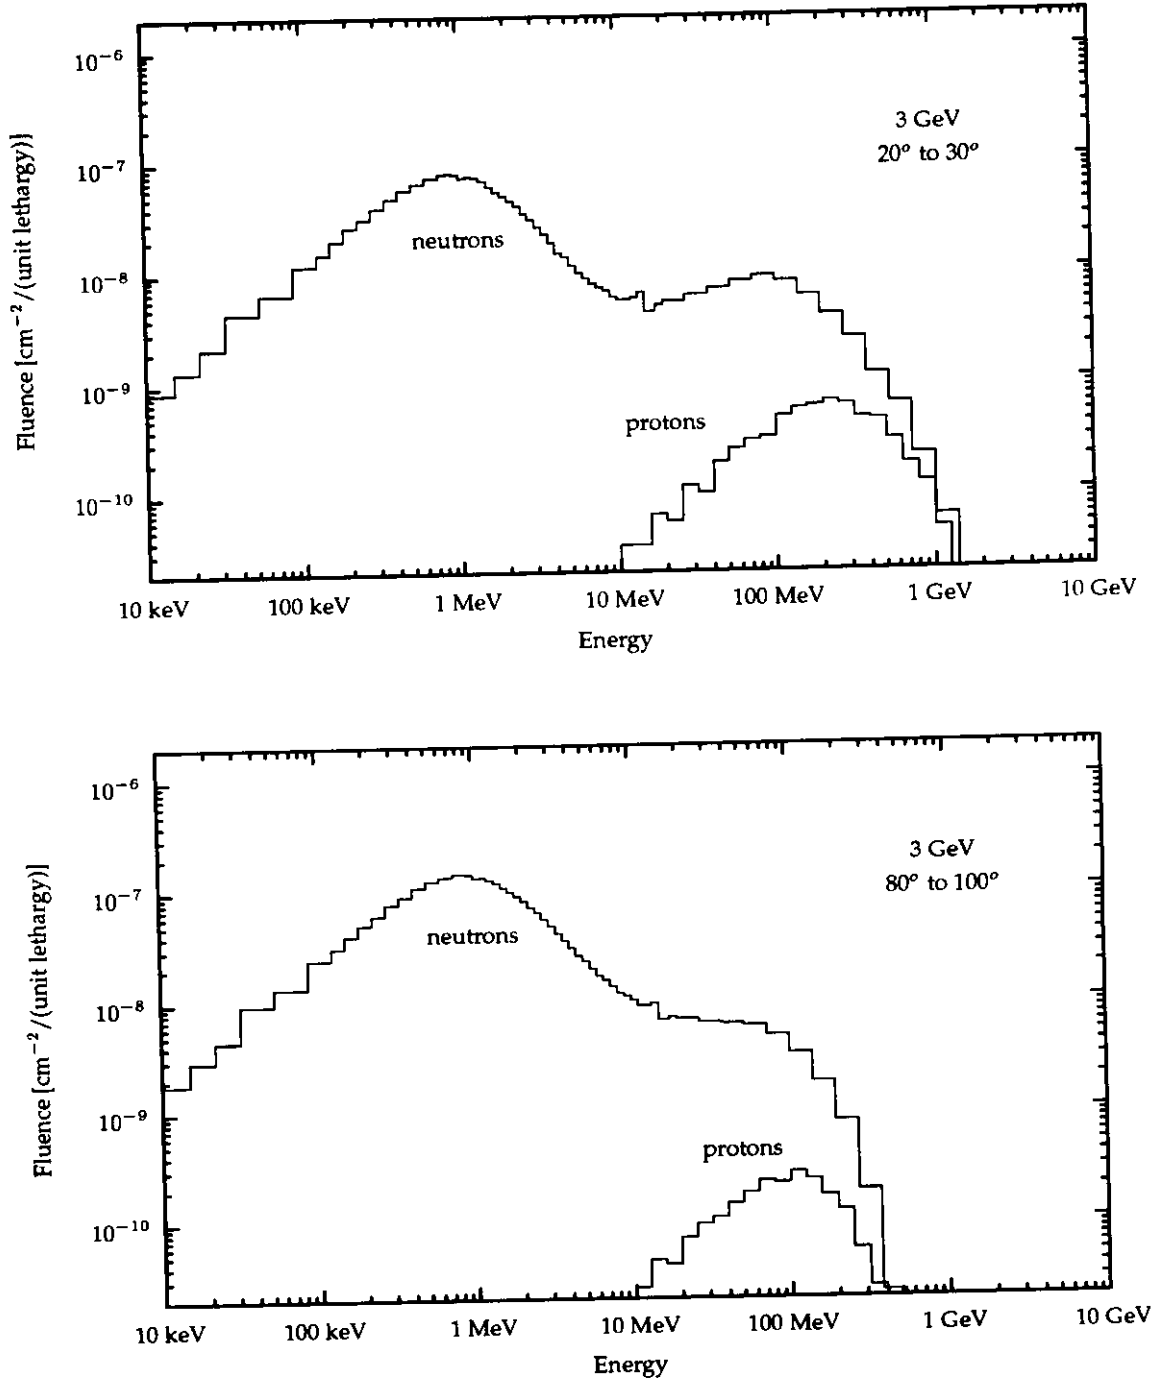 10⁻⁶
10⁻⁷
10⁻⁸
10⁻⁹
10⁻¹⁰
Fluence [cm⁻²/(unit lethargy)]
3 GeV
20° to 30°
neutrons
protons
10 keV 100 keV 1 MeV 10 MeV 100 MeV 1 GeV 10 GeV
Energy
10⁻⁶
10⁻⁷
10⁻⁸
10⁻⁹
10⁻¹⁰
Fluence [cm⁻²/(unit lethargy)]
3 GeV
80° to 100°
neutrons
protons
10 keV 100 keV 1 MeV 10 MeV 100 MeV 1 GeV 10 GeV
Energy